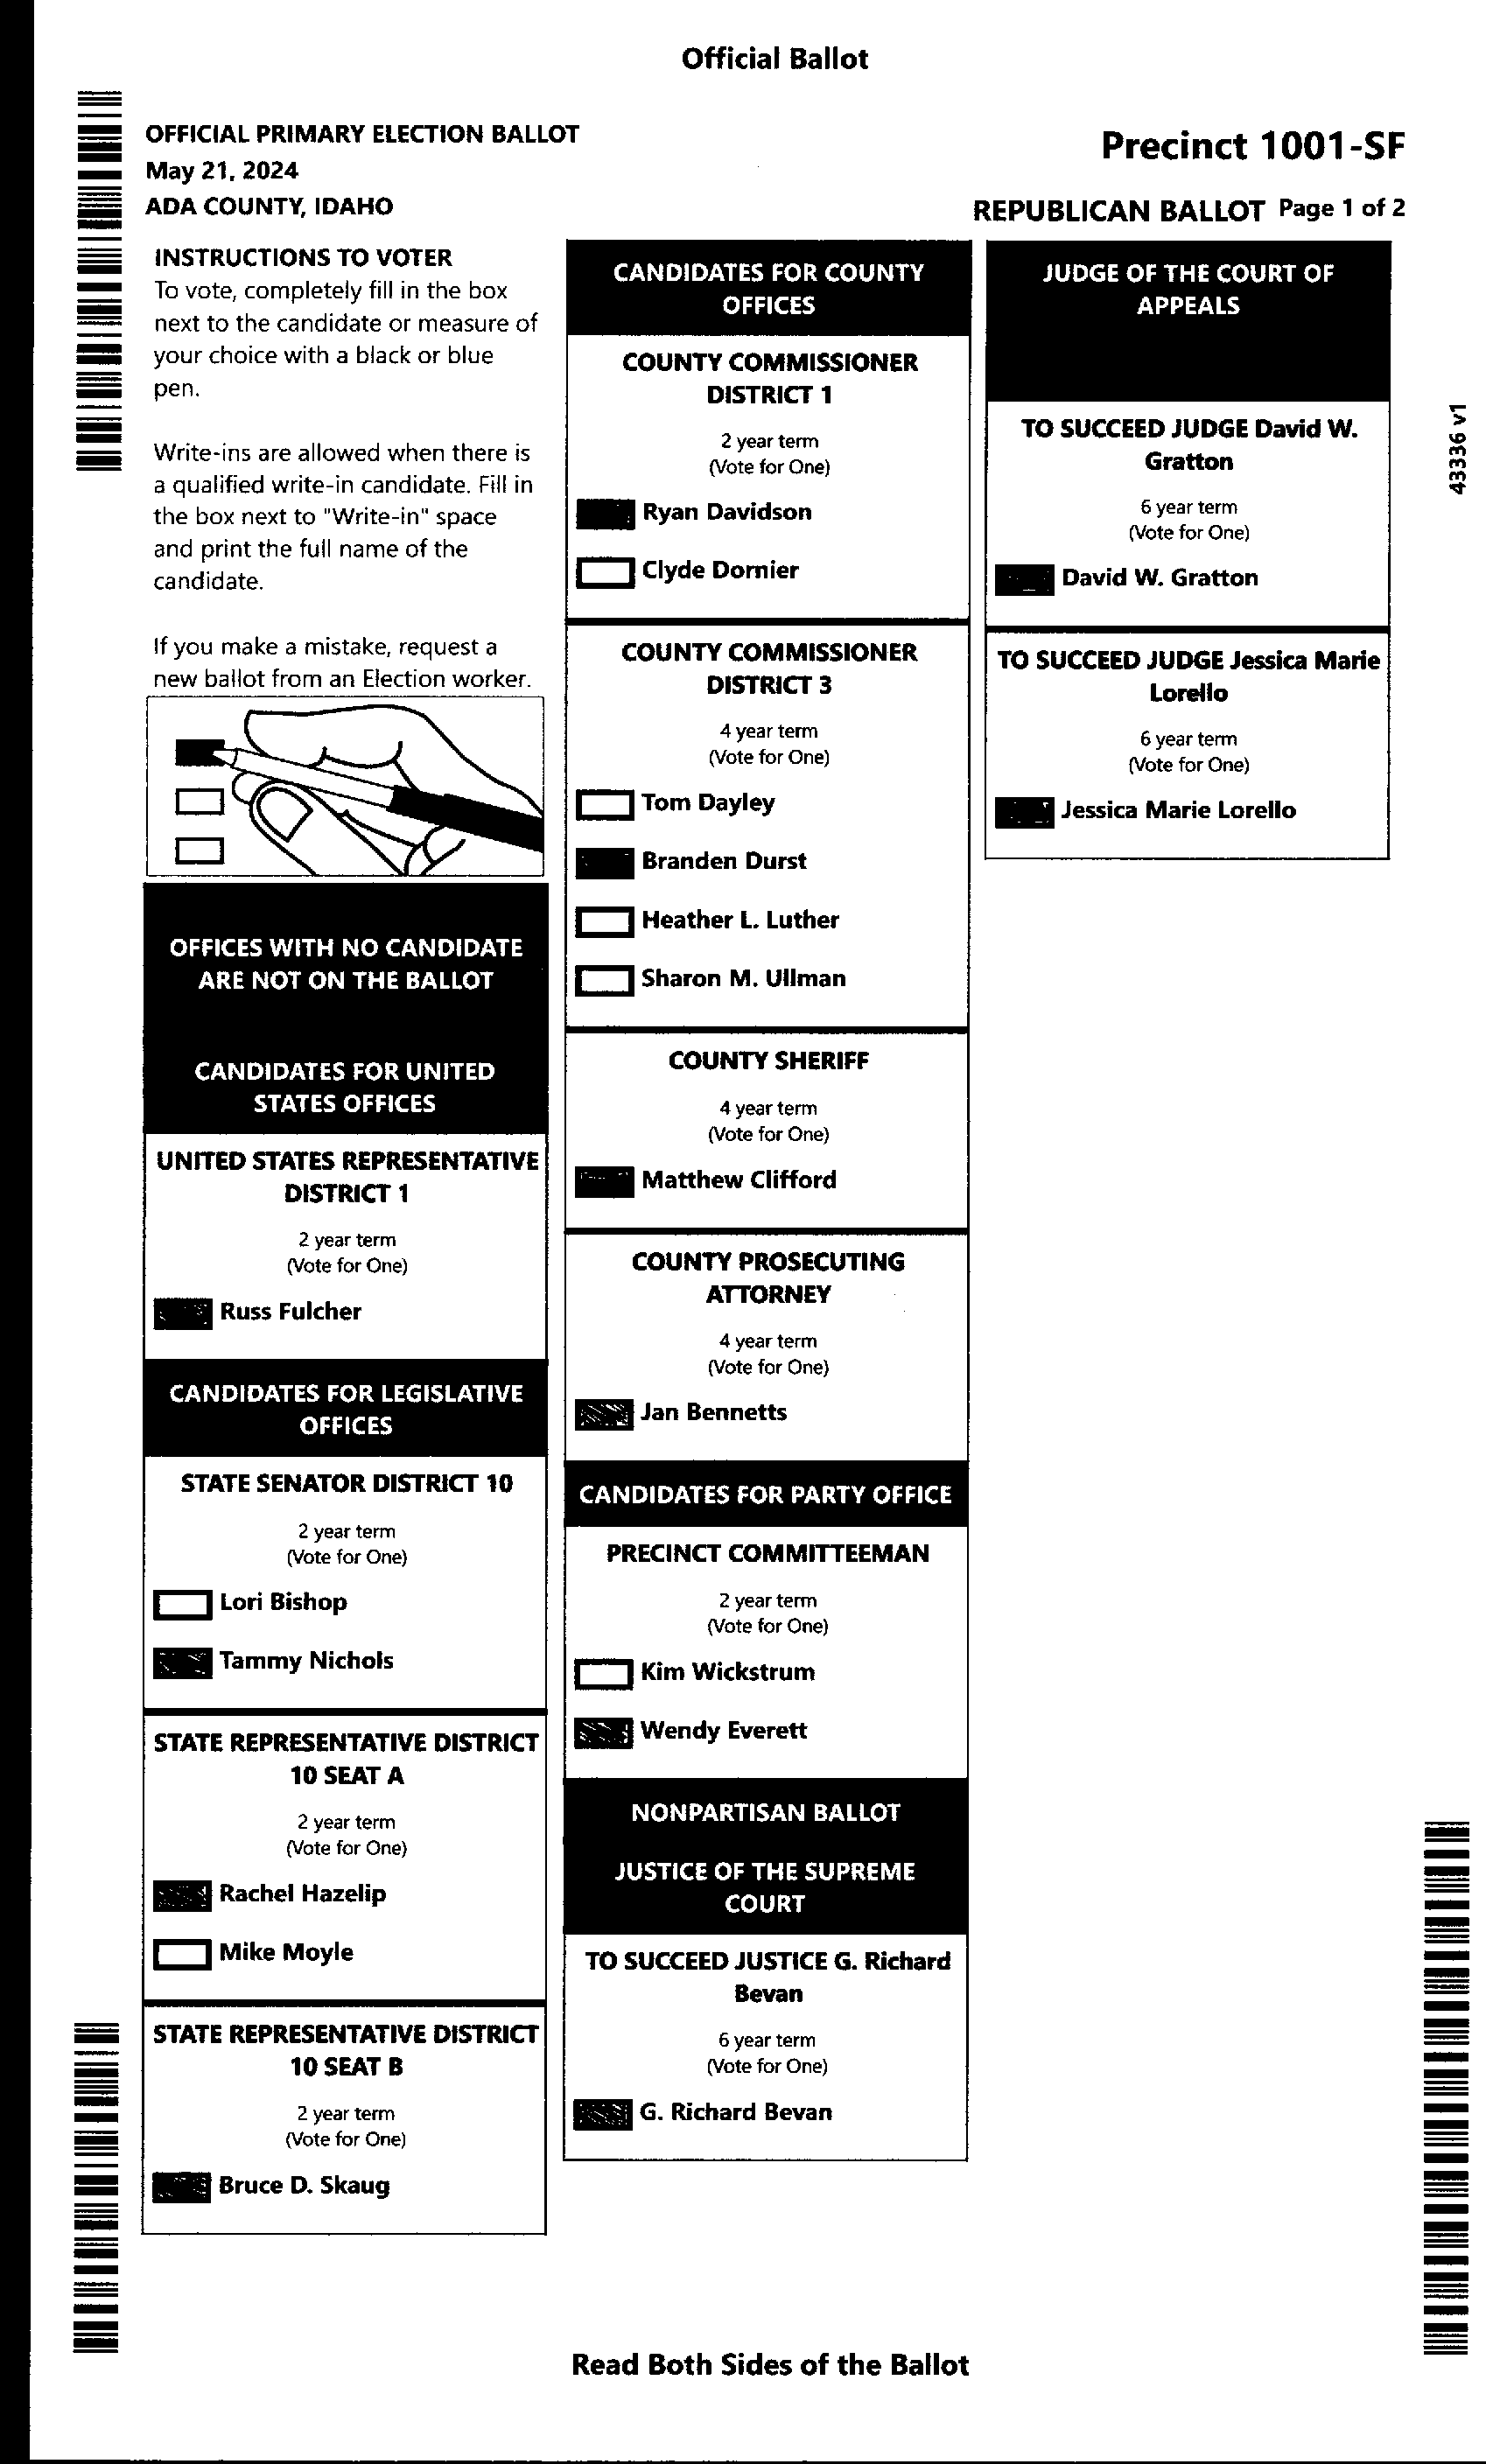 Official Ballot
OFFICIAL PRIMARY ELECTION BALLOT
May 21, 2024
ADA COUNTY, IDAHO
Precinct 1001-SF
REPUBLICAN BALLOT Page 1 of 2
INSTRUCTIONS TO VOTER
To vote, completely fill in the box
next to the candidate or measure of
your choice with a black or blue
pen.
Write-ins are allowed when there is
a qualified write-in candidate. Fill in
the box next to "Write-in" space
and print the full name of the
candidate.
If you make a mistake, request a
new ballot from an Election worker.
OFFICES WITH NO CANDIDATE
ARE NOT ON THE BALLOT
CANDIDATES FOR UNITED
STATES OFFICES
UNITED STATES REPRESENTATIVE
DISTRICT 1
2 year term
(Vote for One)
Russ Fulcher
CANDIDATES FOR LEGISLATIVE
OFFICES
STATE SENATOR DISTRICT 10
2 year term
(Vote for One)
Lori Bishop
Tammy Nichols
STATE REPRESENTATIVE DISTRICT
10 SEAT A
2 year term
(Vote for One)
Rachel Hazelip
Mike Moyle
STATE REPRESENTATIVE DISTRICT
10 SEAT B
2 year term
(Vote for One)
Bruce D. Skaug
CANDIDATES FOR COUNTY
OFFICES
COUNTY COMMISSIONER
DISTRICT 1
2 year term
(Vote for One)
Ryan Davidson
Clyde Dornier
COUNTY COMMISSIONER
DISTRICT 3
4 year term
(Vote for One)
Tom Dayley
Branden Durst
Heather L. Luther
Sharon M. Ullman
COUNTY SHERIFF
4 year term
(Vote for One)
Matthew Clifford
COUNTY PROSECUTING
ATTORNEY
4 year term
(Vote for One)
Jan Bennetts
CANDIDATES FOR PARTY OFFICE
PRECINCT COMMITTEEMAN
2 year term
(Vote for One)
Kim Wickstrum
Wendy Everett
NONPARTISAN BALLOT
JUSTICE OF THE SUPREME
COURT
TO SUCCEED JUSTICE G. Richard
Bevan
6 year term
(Vote for One)
G. Richard Bevan
JUDGE OF THE COURT OF
APPEALS
TO SUCCEED JUDGE David W.
Gratton
6 year term
(Vote for One)
David W. Gratton
TO SUCCEED JUDGE Jessica Marie
Lorello
6 year term
(Vote for One)
Jessica Marie Lorello
43336 v1
Read Both Sides of the Ballot